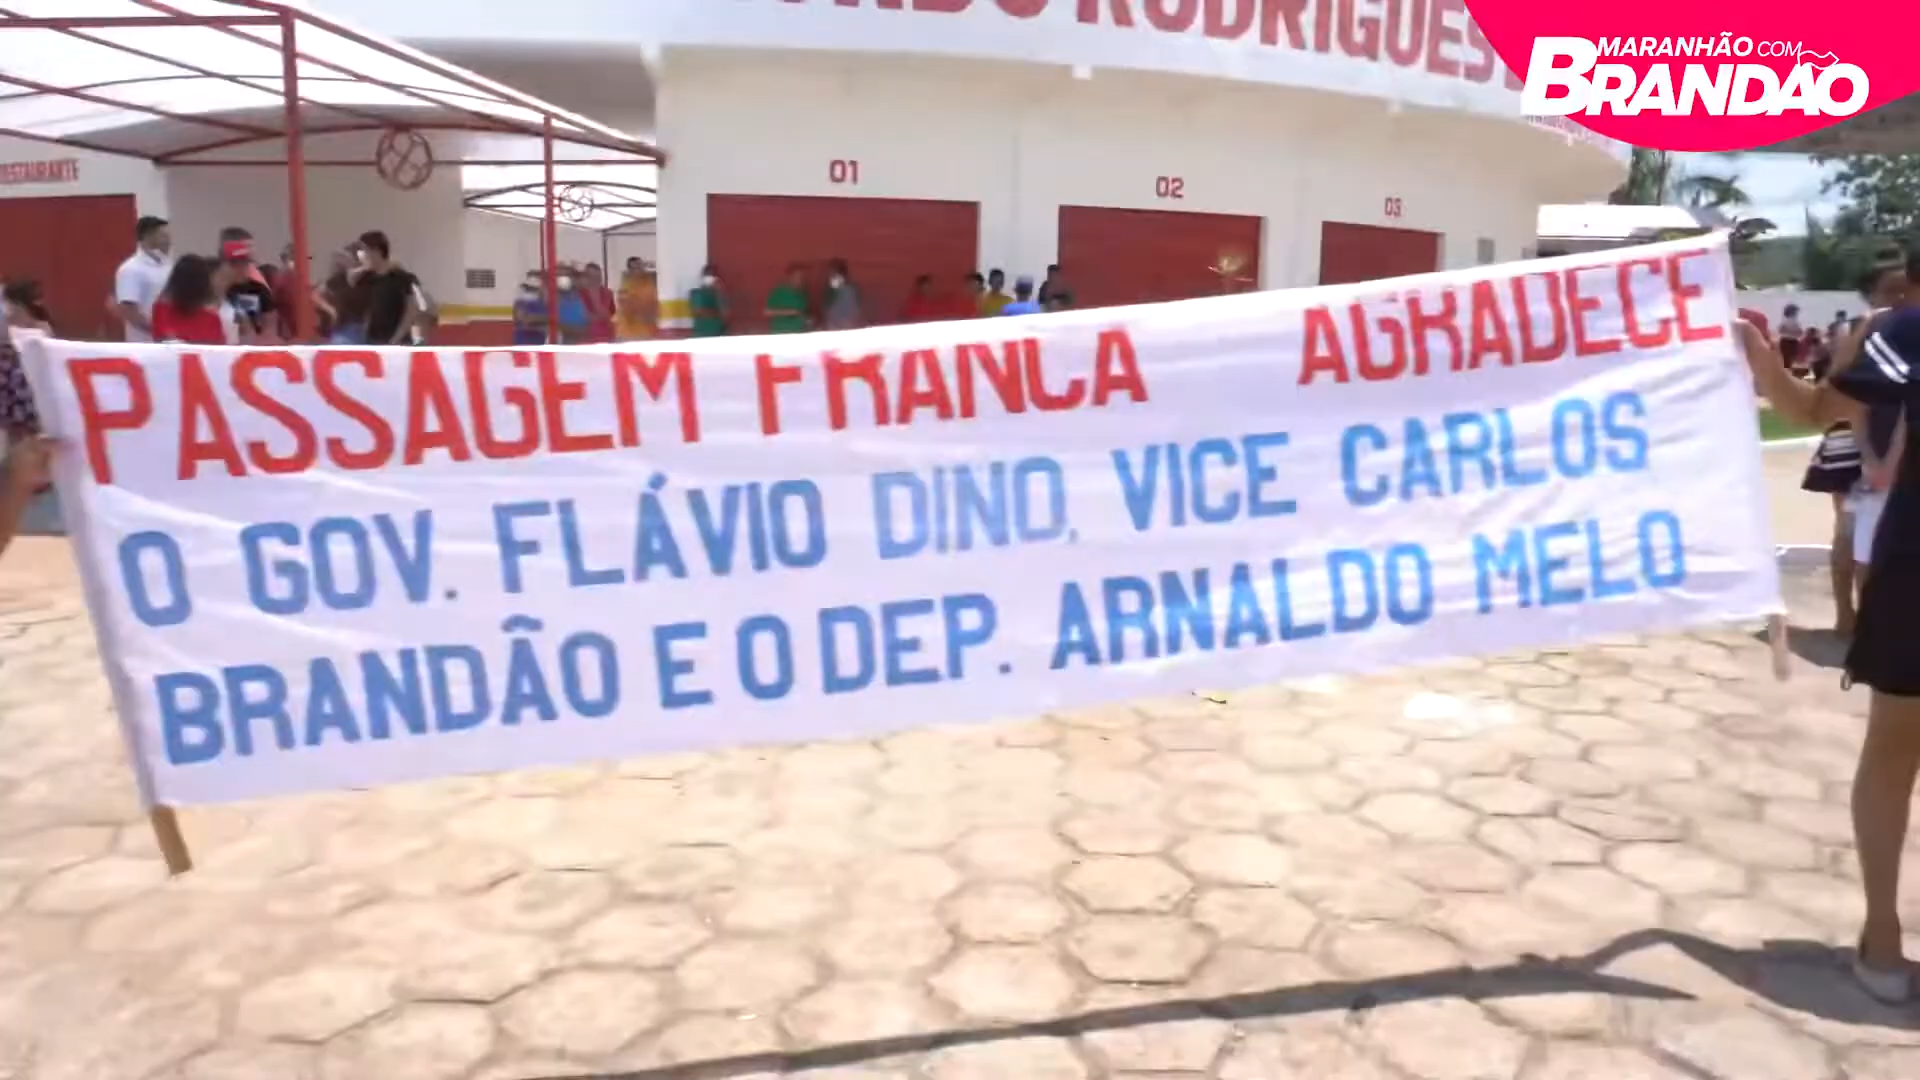 RODRIGUES
MARANHÃO COM
BRANDÃO
RESTAURANTE
01
02
03
PASSAGEM FRANCA AGRADECE
O GOV. FLÁVIO DINO, VICE CARLOS
BRANDÃO E O DEP. ARNALDO MELO